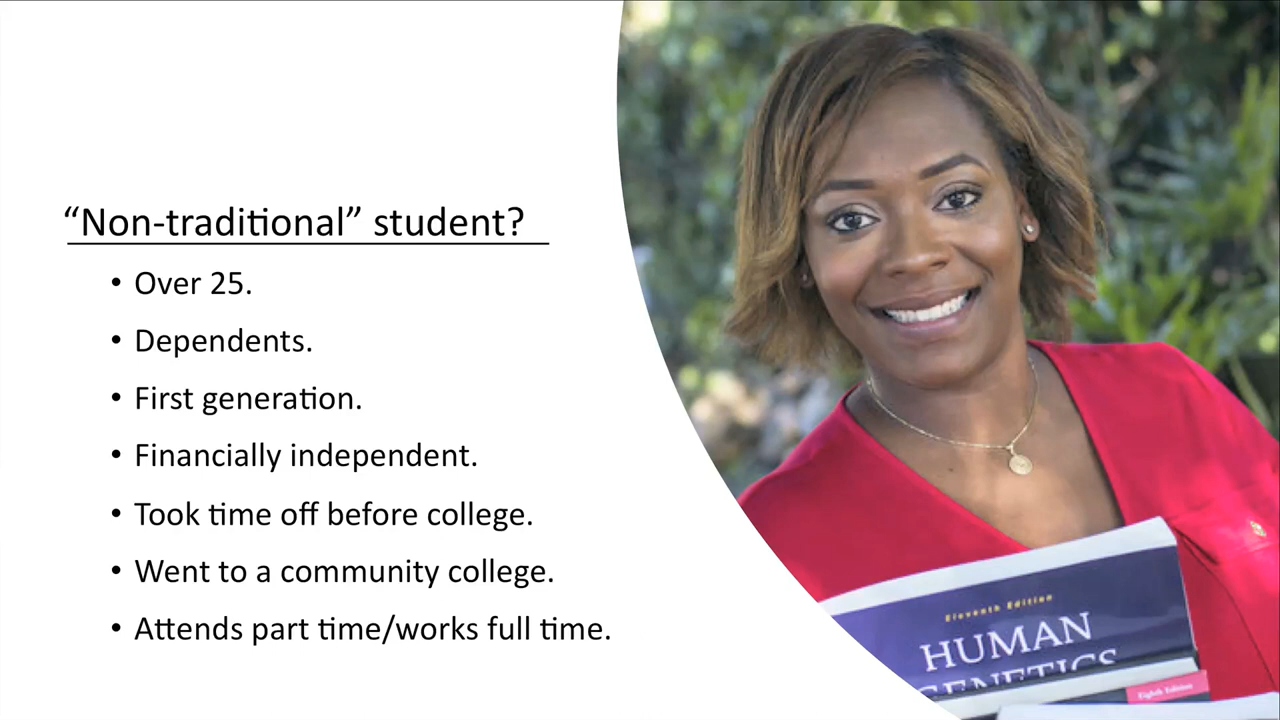 “Non-traditional” student?
• Over 25.
• Dependents.
• First generation.
• Financially independent.
• Took time off before college.
• Went to a community college.
• Attends part time/works full time.
Eleventh Edition
HUMAN
GENETICS
Eighth Edition